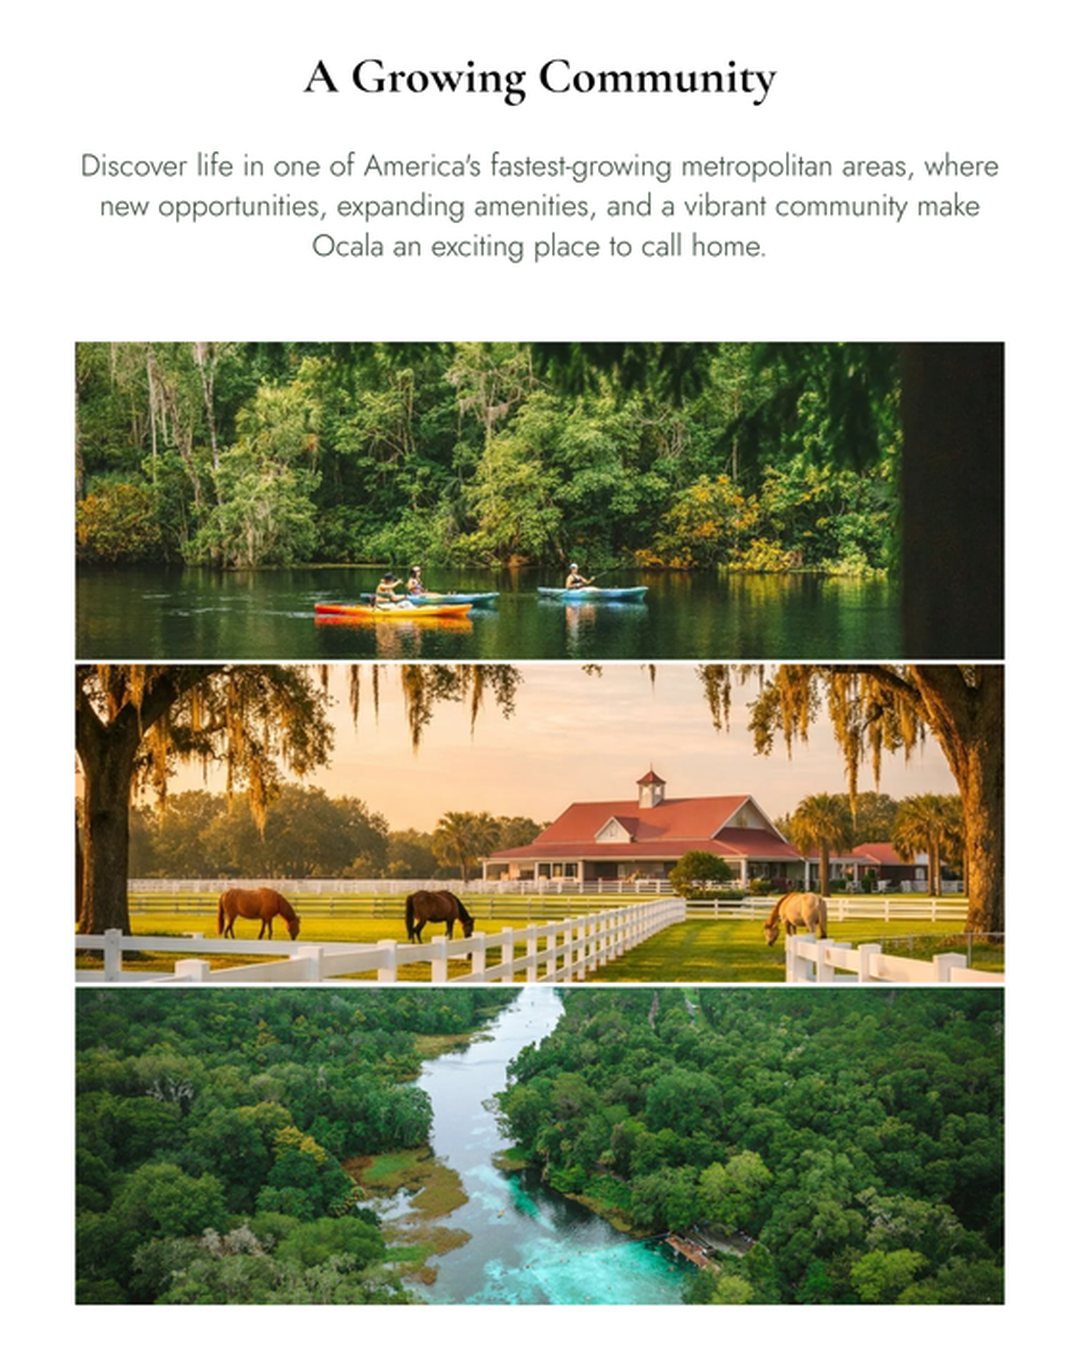 A Growing Community
Discover life in one of America's fastest-growing metropolitan areas, where
new opportunities, expanding amenities, and a vibrant community make
Ocala an exciting place to call home.